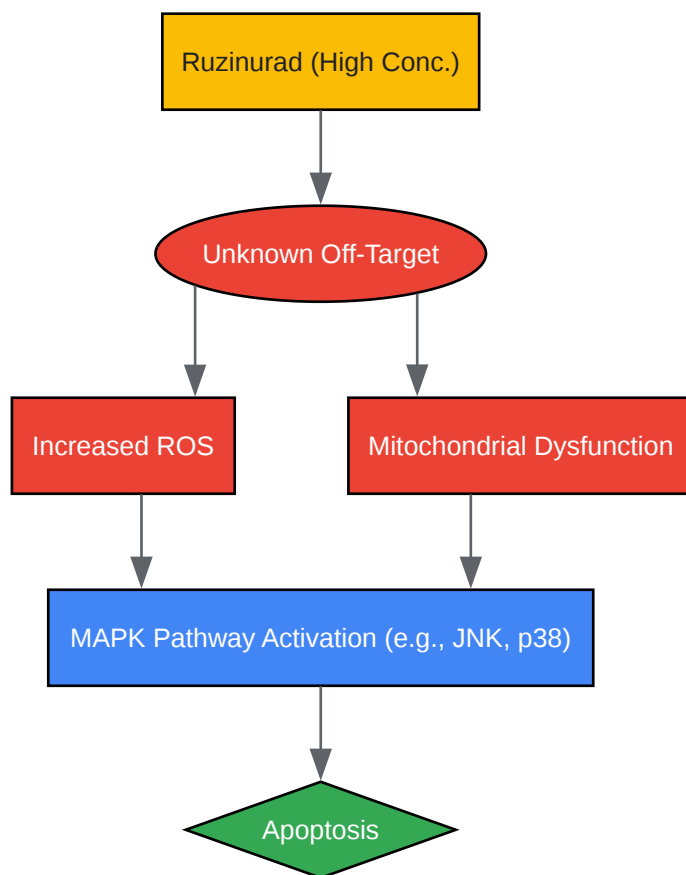 Ruzinurad (High Conc.)
Unknown Off-Target
Increased ROS
Mitochondrial Dysfunction
MAPK Pathway Activation (e.g., JNK, p38)
Apoptosis